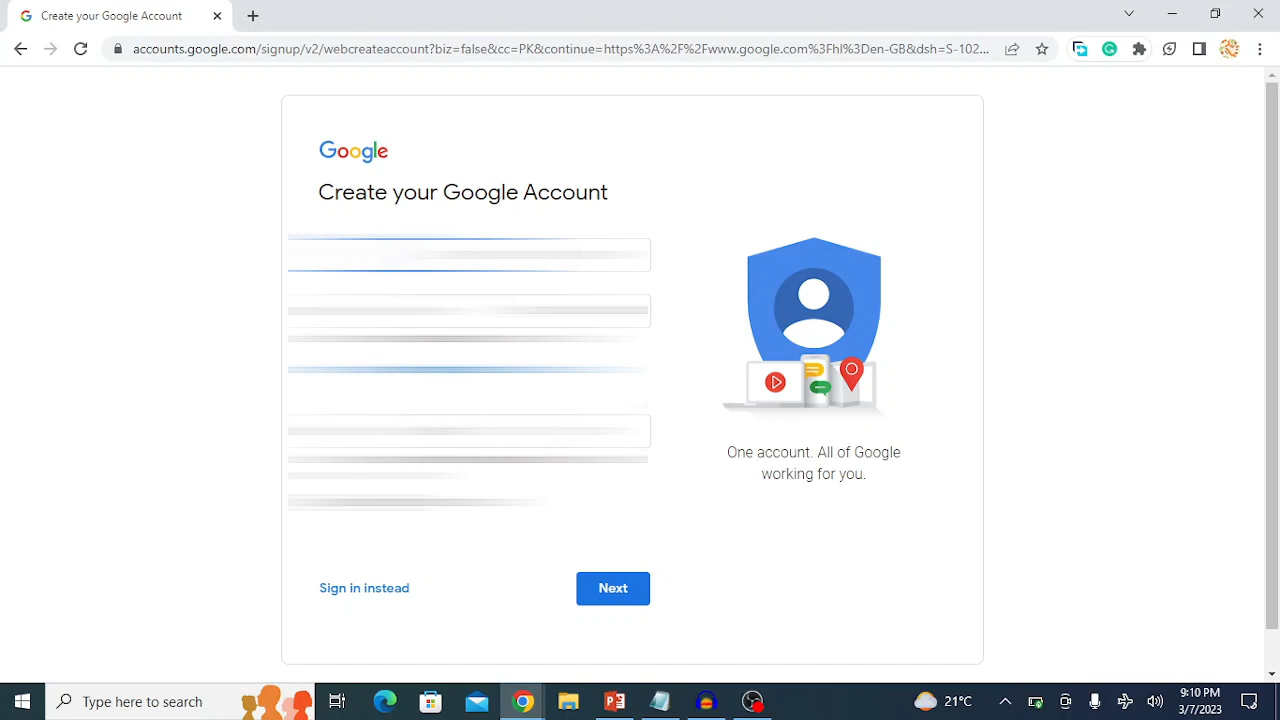 Create your Google Account
accounts.google.com/signup/v2/webcreateaccount?biz=false&cc=PK&continue=https%3A%2F%2Fwww.google.com%3Fhl%3Den-GB&dsh=S-102...
Google
Create your Google Account
One account. All of Google
working for you.
Sign in instead
Next
Type here to search
21°C
9:10 PM
3/7/2023